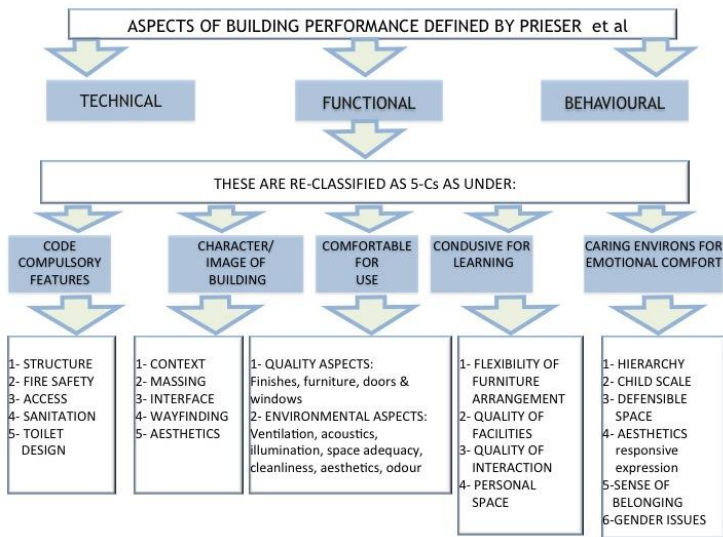 ASPECTS OF BUILDING PERFORMANCE DEFINED BY PRIESER et al
TECHNICAL
FUNCTIONAL
BEHAVIOURAL
THESE ARE RE-CLASSIFIED AS 5-Cs AS UNDER:
CODE
COMPULSORY
FEATURES
CHARACTER/
IMAGE OF
BUILDING
COMFORTABLE
FOR
USE
CONDUSIVE FOR
LEARNING
CARING ENVIRONS FOR
EMOTIONAL COMFORT
1- STRUCTURE
2- FIRE SAFETY
3- ACCESS
4- SANITATION
5- TOILET
DESIGN
1- CONTEXT
2- MASSING
3- INTERFACE
4- WAYFINDING
5- AESTHETICS
1- QUALITY ASPECTS:
Finishes, furniture, doors &
windows
2- ENVIRONMENTAL ASPECTS:
Ventilation, acoustics,
illumination, space adequacy,
cleanliness, aesthetics, odour
1- FLEXIBILITY OF
FURNITURE
ARRANGEMENT
2- QUALITY OF
FACILITIES
3- QUALITY OF
INTERACTION
4- PERSONAL
SPACE
1- HIERARCHY
2- CHILD SCALE
3- DEFENSIBLE
SPACE
4- AESTHETICS
responsive
expression
5-SENSE OF
BELONGING
6-GENDER ISSUES